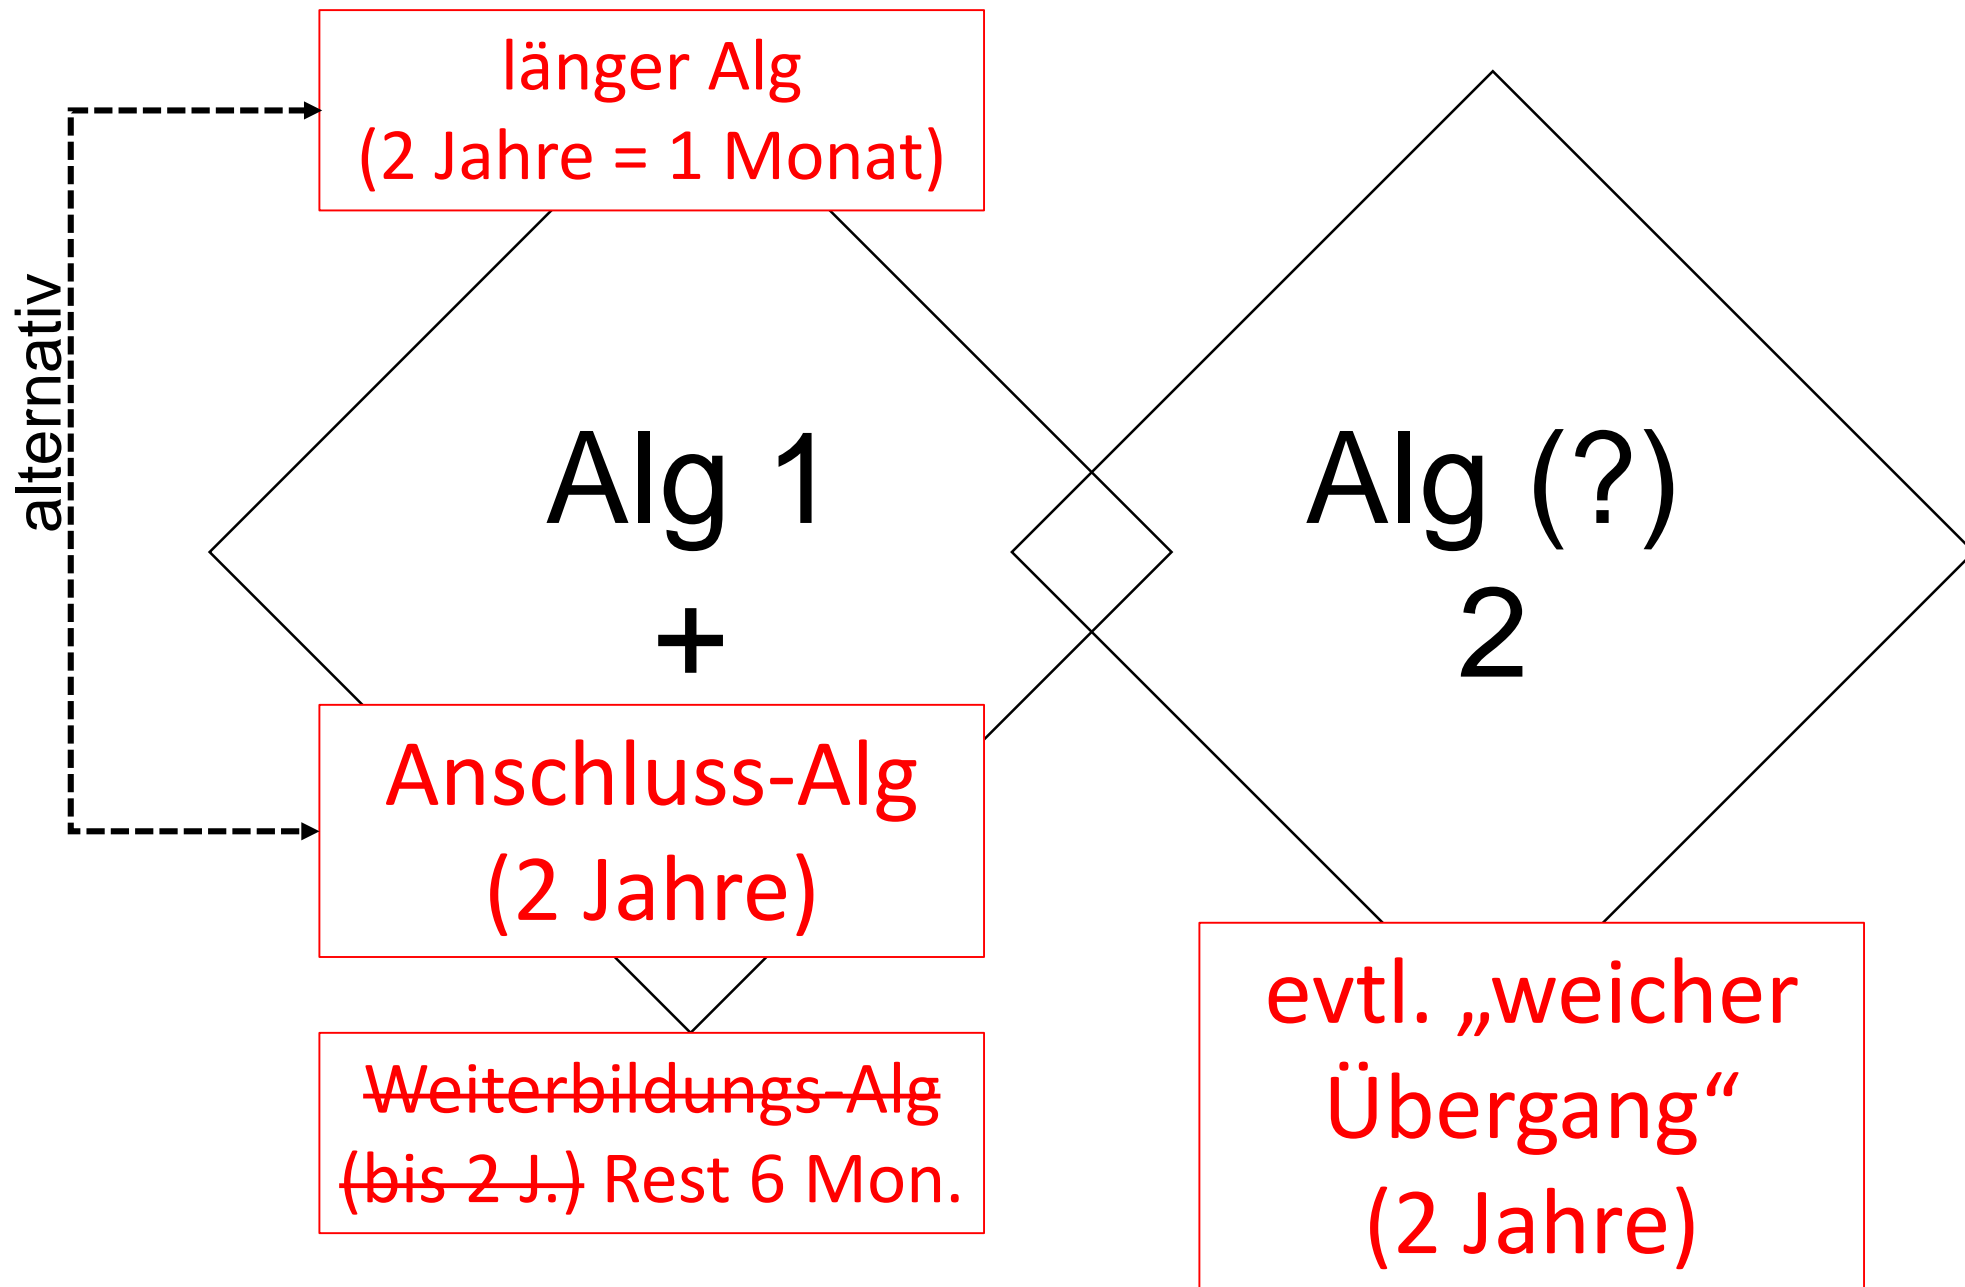 länger Alg
(2 Jahre = 1 Monat)
alternativ
Alg 1
+
Anschluss-Alg
(2 Jahre)
Weiterbildungs-Alg
(bis 2 J.) Rest 6 Mon.
Alg (?)
2
evtl. „weicher
Übergang“
(2 Jahre)